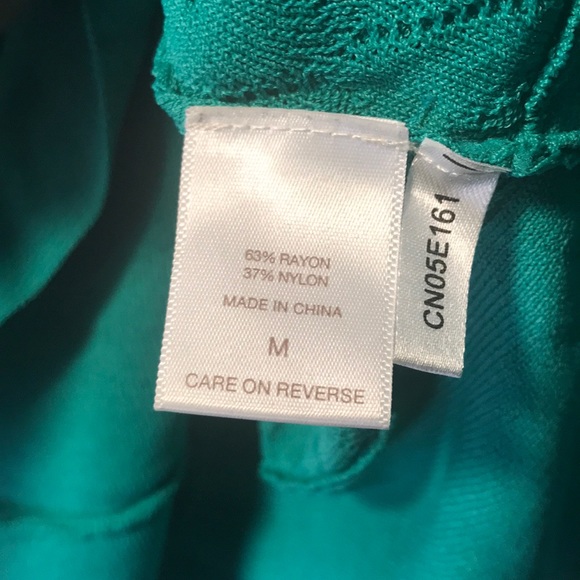 63% RAYON
37% NYLON
MADE IN CHINA
M
CARE ON REVERSE
CN05E161